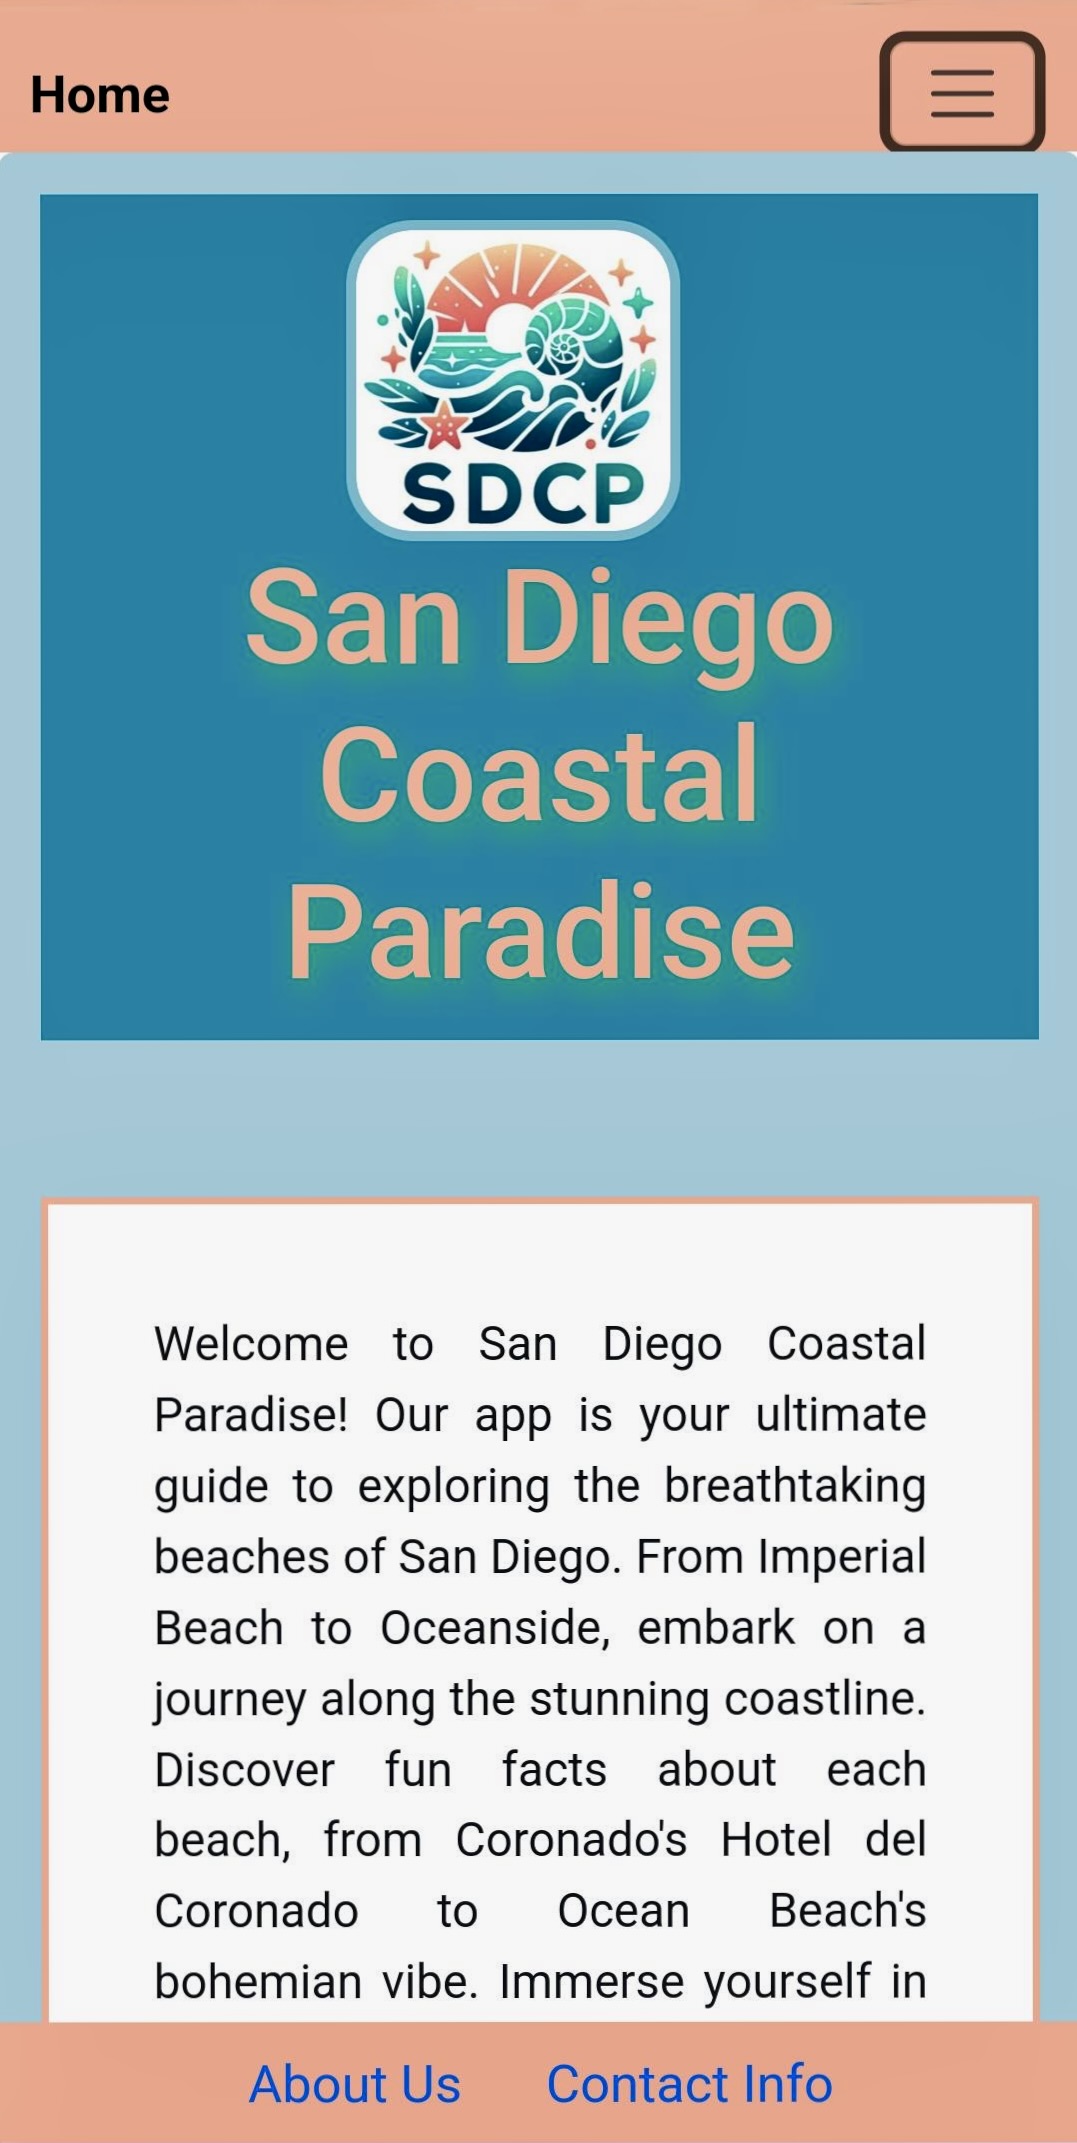 Home
SDCP
San Diego
Coastal
Paradise
Welcome to San Diego Coastal
Paradise! Our app is your ultimate
guide to exploring the breathtaking
beaches of San Diego. From Imperial
Beach to Oceanside, embark on a
journey along the stunning coastline.
Discover fun facts about each
beach, from Coronado's Hotel del
Coronado to Ocean Beach's
bohemian vibe. Immerse yourself in
About Us Contact Info